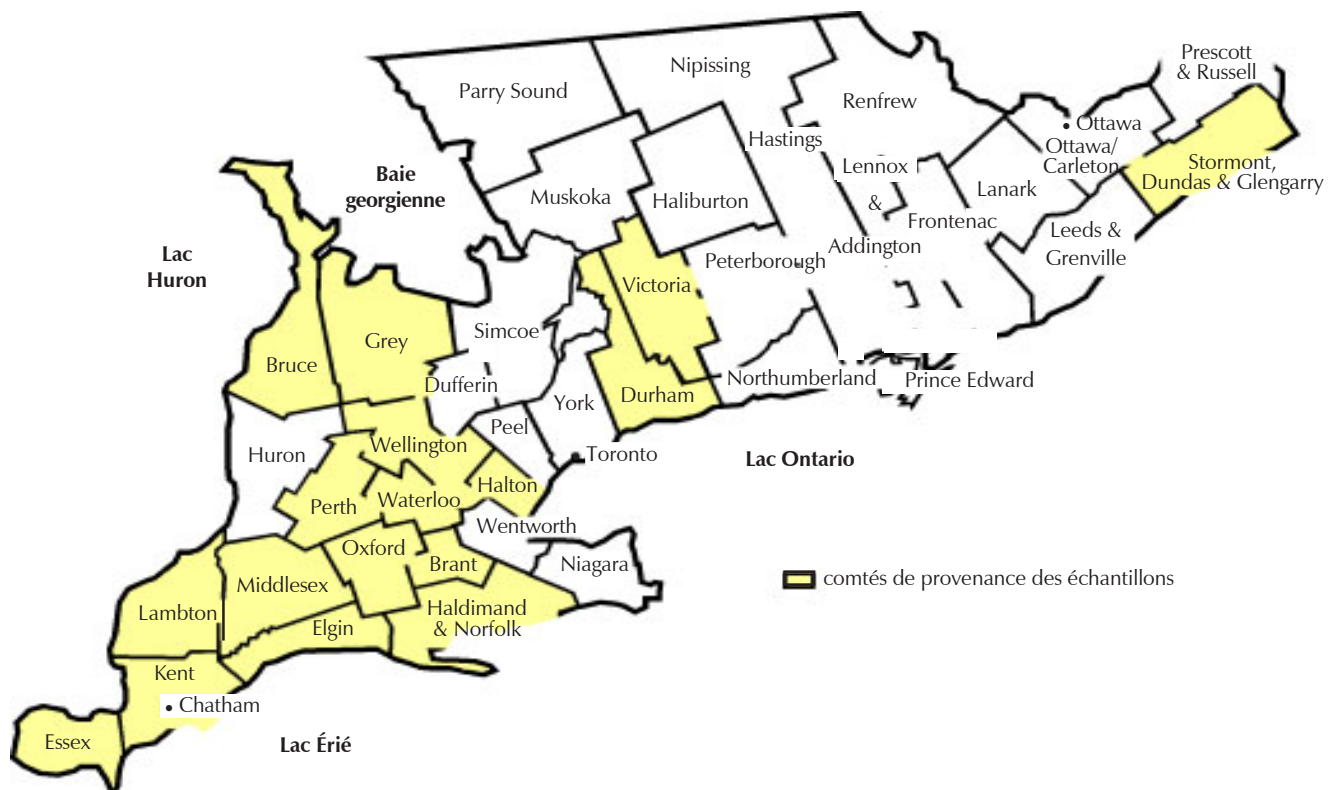 Prescott
& Russell
Nipissing
Parry Sound
Renfrew
• Ottawa
Hastings
Ottawa/
Carleton
Stormont,
Dundas & Glengarry
Lennox
&
Addington
Lanark
Baie
georgienne
Muskoka
Haliburton
Frontenac
Leeds &
Grenville
Lac
Huron
Peterborough
Victoria
Simcoe
Grey
Bruce
Dufferin
Durham
Northumberland
Prince Edward
York
Peel
Toronto
Lac Ontario
Huron
Wellington
Halton
Perth
Waterloo
Wentworth
Oxford
Brant
Niagara
comtés de provenance des échantillons
Middlesex
Lambton
Haldimand
& Norfolk
Elgin
Kent
• Chatham
Essex
Lac Érié